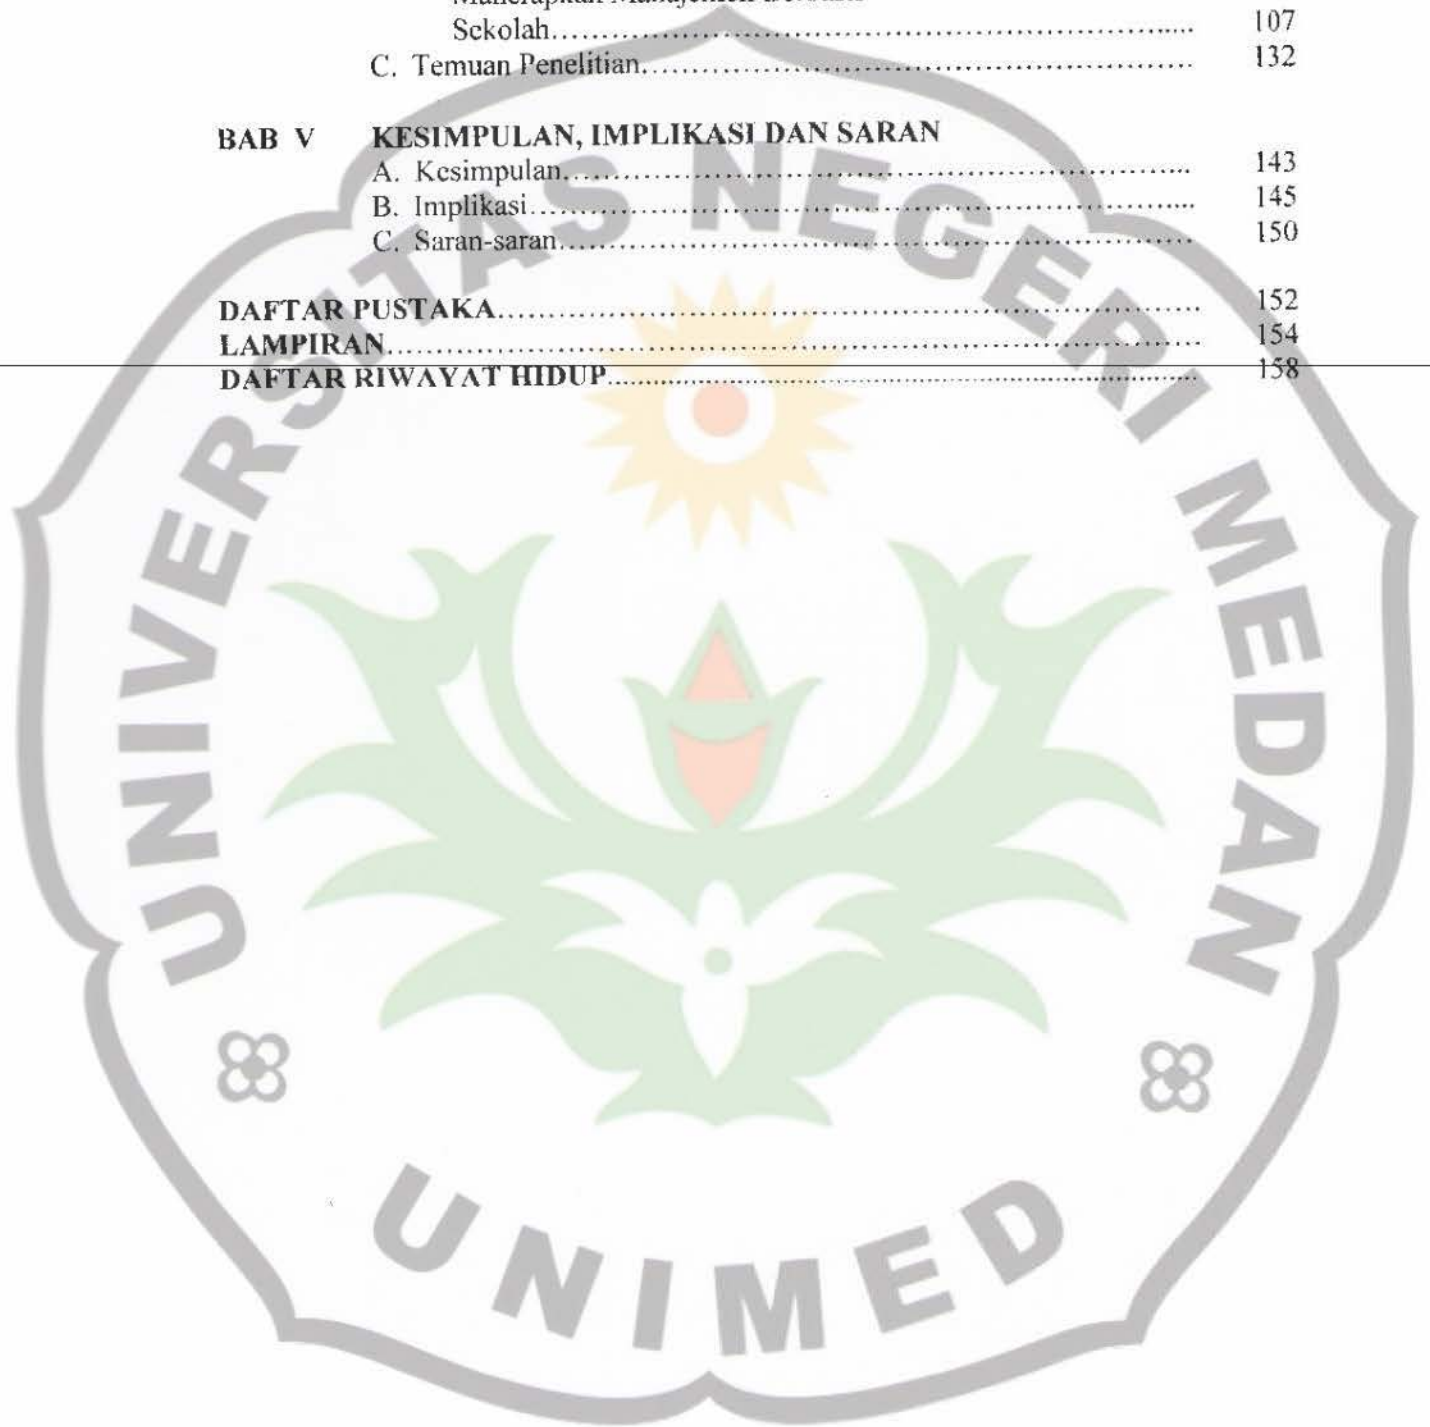 Sekolah........................................................................ 107
C. Temuan Penelitian............................................................ 132
BAB V KESIMPULAN, IMPLIKASI DAN SARAN
A. Kesimpulan.................................................................... 143
B. Implikasi........................................................................ 145
C. Saran-saran.................................................................... 150
DAFTAR PUSTAKA.............................................................. 152
LAMPIRAN.......................................................................... 154
DAFTAR RIWAYAT HIDUP.................................................. 158
UNIVERSITAS NEGERI MEDAN
UNIMED